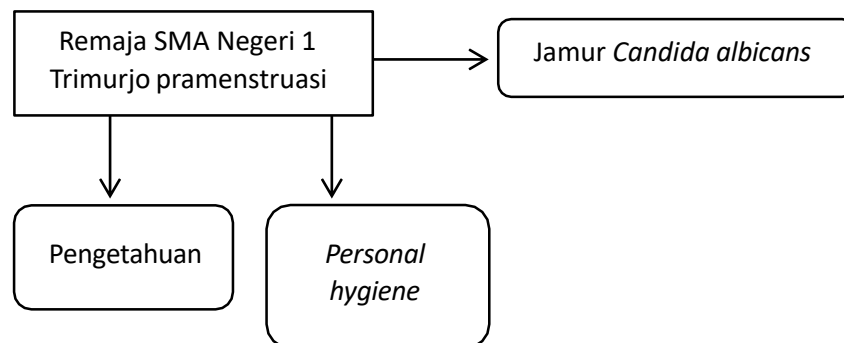 Remaja SMA Negeri 1
Trimurjo pramenstruasi
Jamur Candida albicans
Pengetahuan
Personal
hygiene